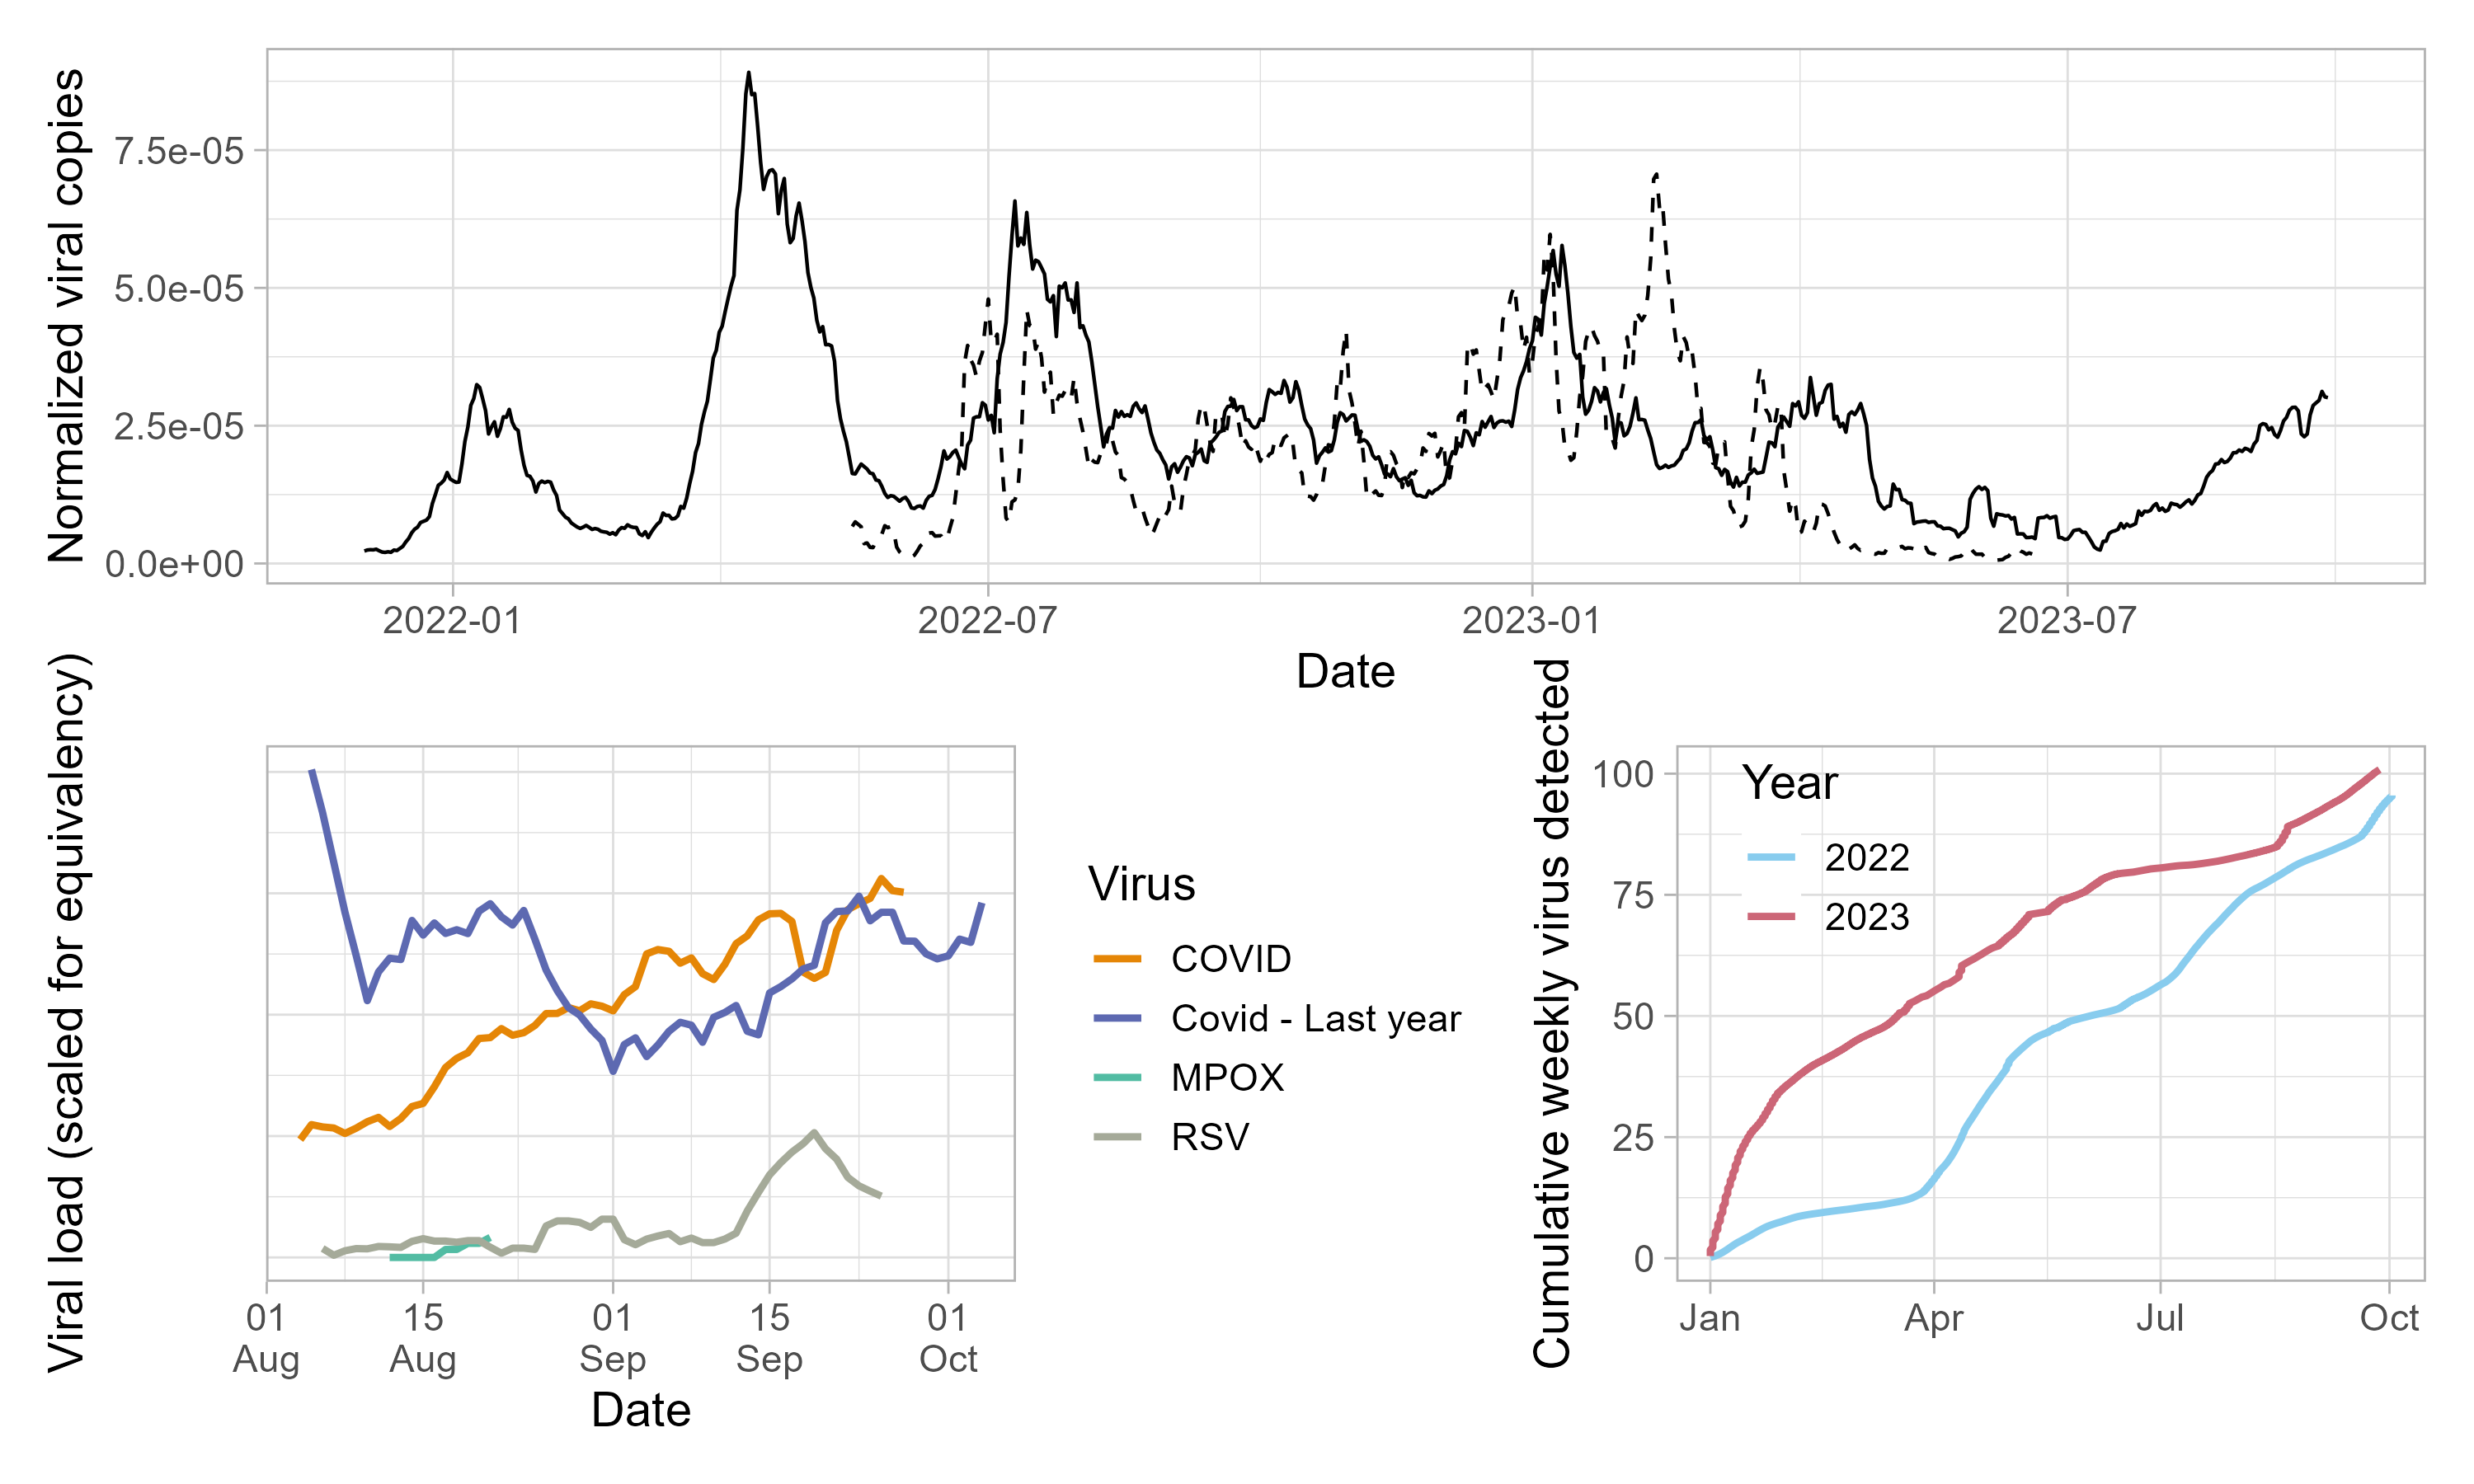 Normalized viral copies
7.5e-05
5.0e-05
2.5e-05
0.0e+00
2022-01
2022-07
2023-01
2023-07
Date
Viral load (scaled for equivalency)
01
Aug
15
Aug
01
Sep
15
Sep
01
Oct
Date
Virus
COVID
Covid - Last year
MPOX
RSV
Cumulative weekly virus detected
100
75
50
25
0
Year
2022
2023
Jan
Apr
Jul
Oct